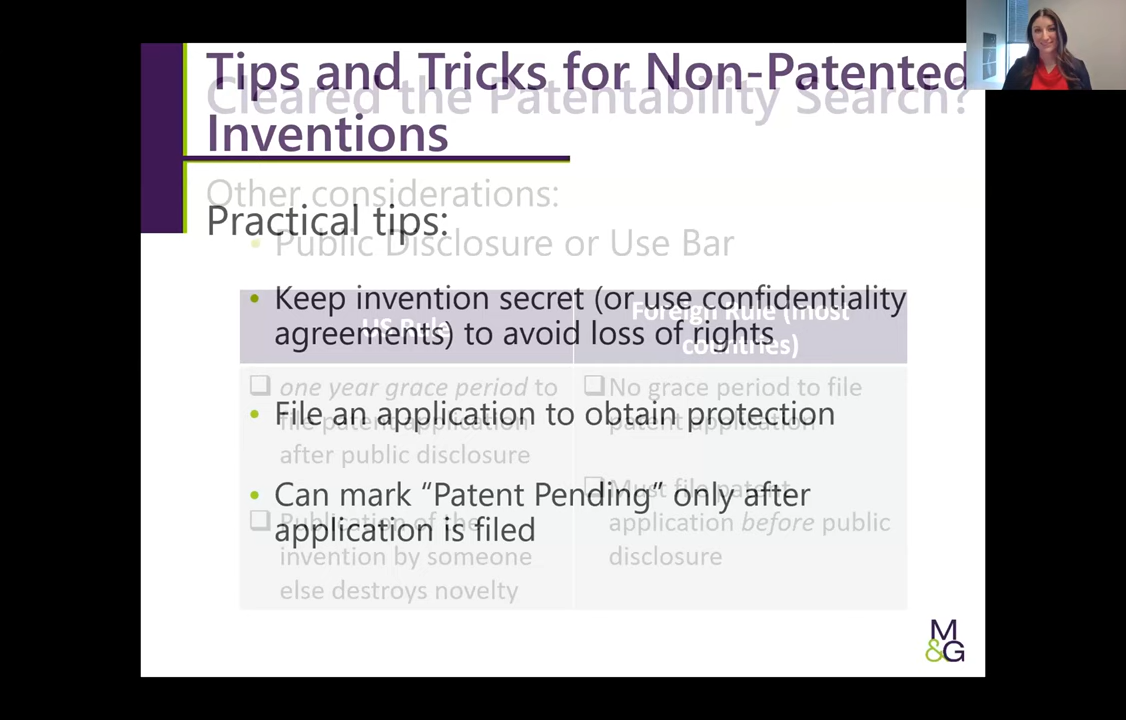 Tips and Tricks for Non-Patented
Inventions
Practical tips:
• Keep invention secret (or use confidentiality
agreements) to avoid loss of rights
• File an application to obtain protection
• Can mark “Patent Pending” only after
application is filed
Cleared the Patentability Search?
Other considerations:
• Public Disclosure or Use Bar
US Rule
Foreign Rule (most
countries)
❑ one year grace period to
file patent application
after public disclosure
❑ Publication of the
invention by someone
else destroys novelty
❑ No grace period to file
patent application
❑ Must file patent
application before public
disclosure
M
&G